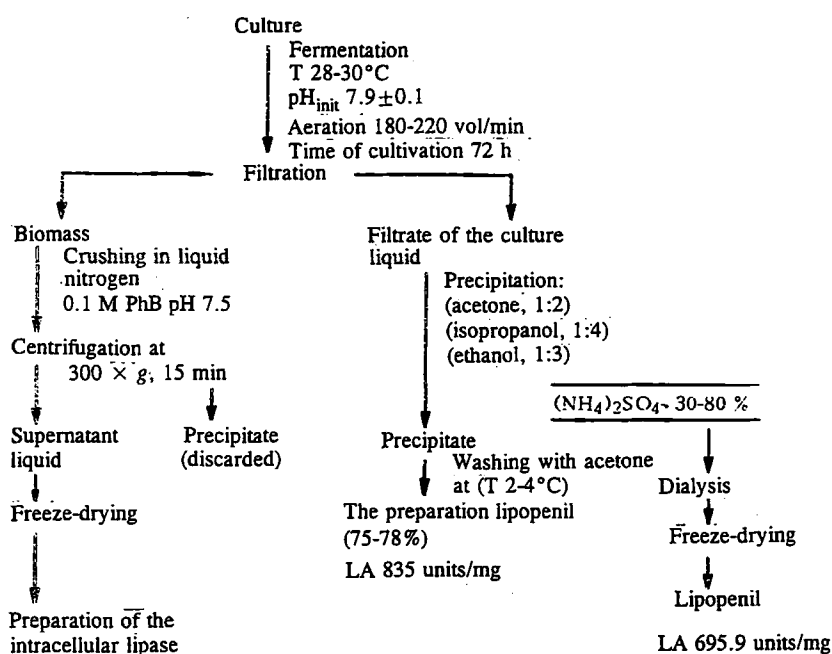 Culture
Fermentation
T 28-30°C
pHinit 7.9±0.1
Aeration 180-220 vol/min
Time of cultivation 72 h
Filtration
Biomass
Crushing in liquid
nitrogen
0.1 M PhB pH 7.5
Centrifugation at
300 × g, 15 min
Supernatant
liquid
Precipitate
(discarded)
Freeze-drying
Preparation of the
intracellular lipase
Filtrate of the culture
liquid
Precipitation:
(acetone, 1:2)
(isopropanol, 1:4)
(ethanol, 1:3)
Precipitate
Washing with acetone
at (T 2-4°C)
The preparation lipopenil
(75-78%)
LA 835 units/mg
(NH4)2SO4- 30-80 %
Dialysis
Freeze-drying
Lipopenil
LA 695.9 units/mg